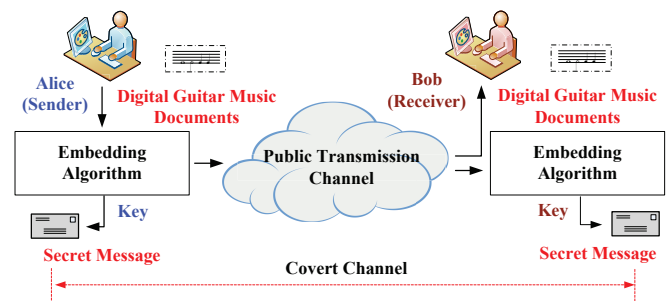 Alice
(Sender)
Digital Guitar Music
Documents
Embedding
Algorithm
Key
Secret Message
Public Transmission
Channel
Bob
(Receiver)
Digital Guitar Music
Documents
Embedding
Algorithm
Key
Secret Message
Covert Channel